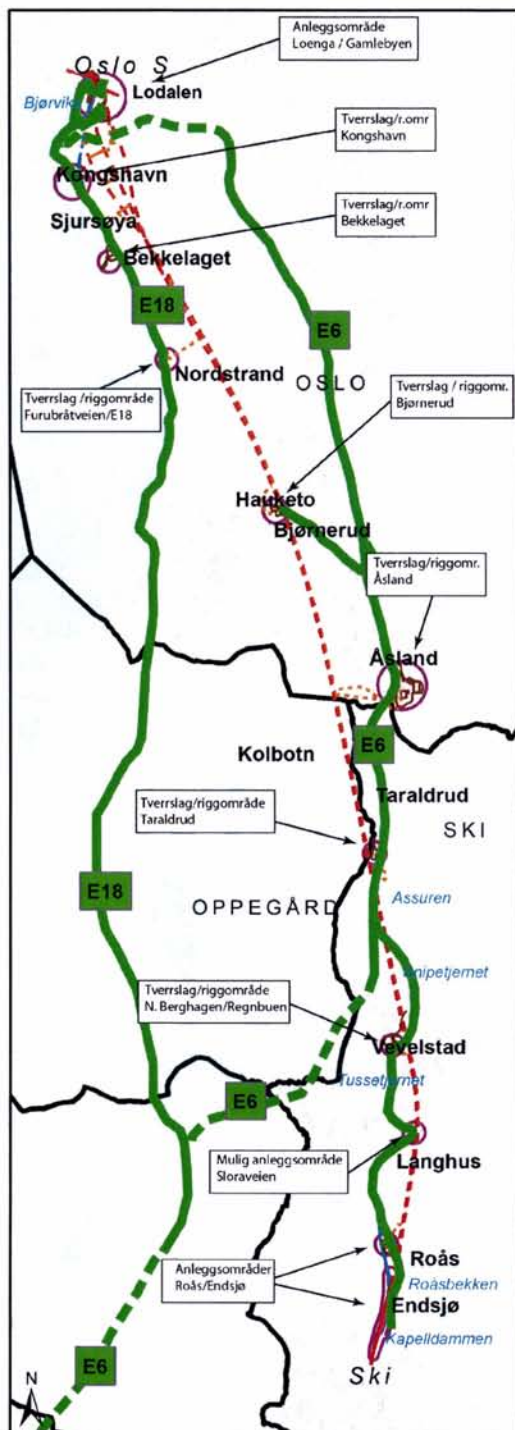 Anleggsområde
Loenga / Gamlebyen
Oslo S
Lodalen
Bjørvik
Tverrslag/r.omr
Kongshavn
Kongshavn
Sjursøya
Tverrslag/r.omr
Bekkelaget
Bekkelaget
E18
E6
Nordstrand
OSLO
Tverrslag /riggområde
Furubråtveien/E18
Tverrslag / riggomr.
Bjørnerud
Hauketo
Bjørnerud
Tverrslag/riggomr.
Åsland
Åsland
E6
Kolbotn
Taraldrud
Tverrslag/riggområde
Taraldrud
SKI
E18
OPPEGÅRD
Assuren
Snipetjernet
Tverrslag/riggområde
N. Berghagen/Regnbuen
Vevelstad
Tussetjernet
E6
Mulig anleggsområde
Sloraveien
Langhus
Anleggsområder
Roås/Endsjø
Roås
Roåsbekken
Endsjø
Kapelldammen
E6
Ski
N